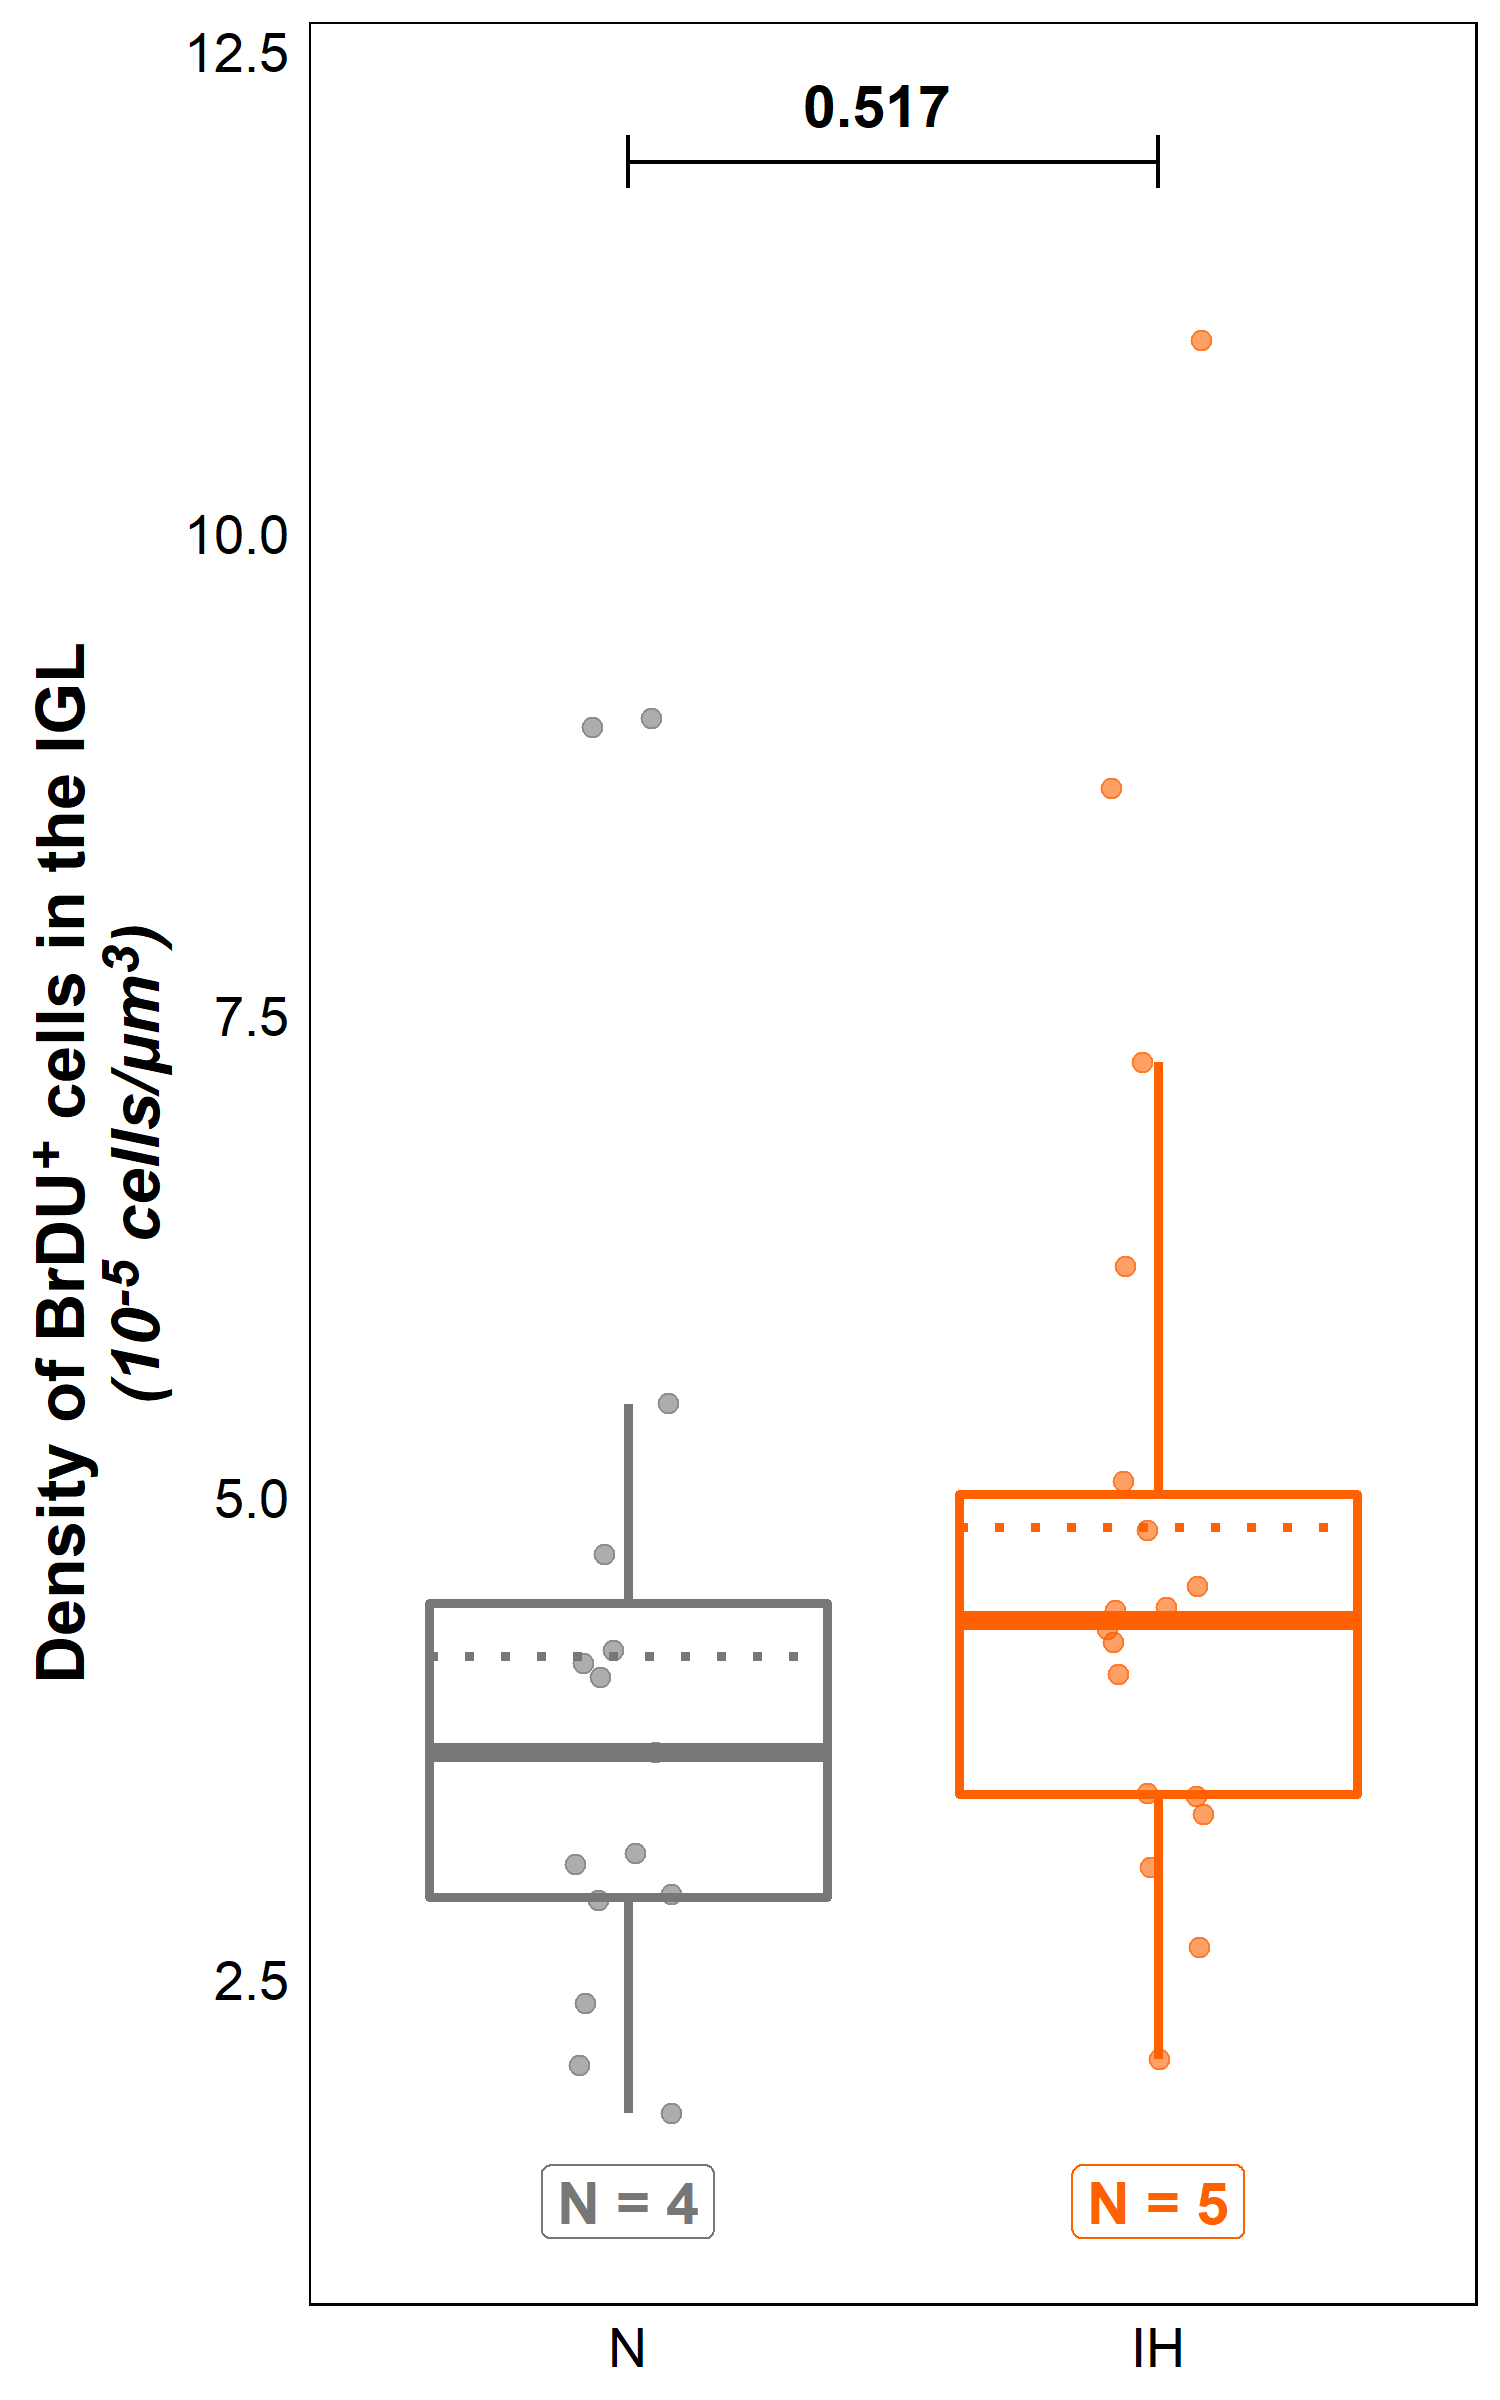 Density of BrDU⁺ cells in the IGL
(10⁻⁵ cells/μm³)
12.5
10.0
7.5
5.0
2.5
0.517
N = 4
N = 5
N
IH